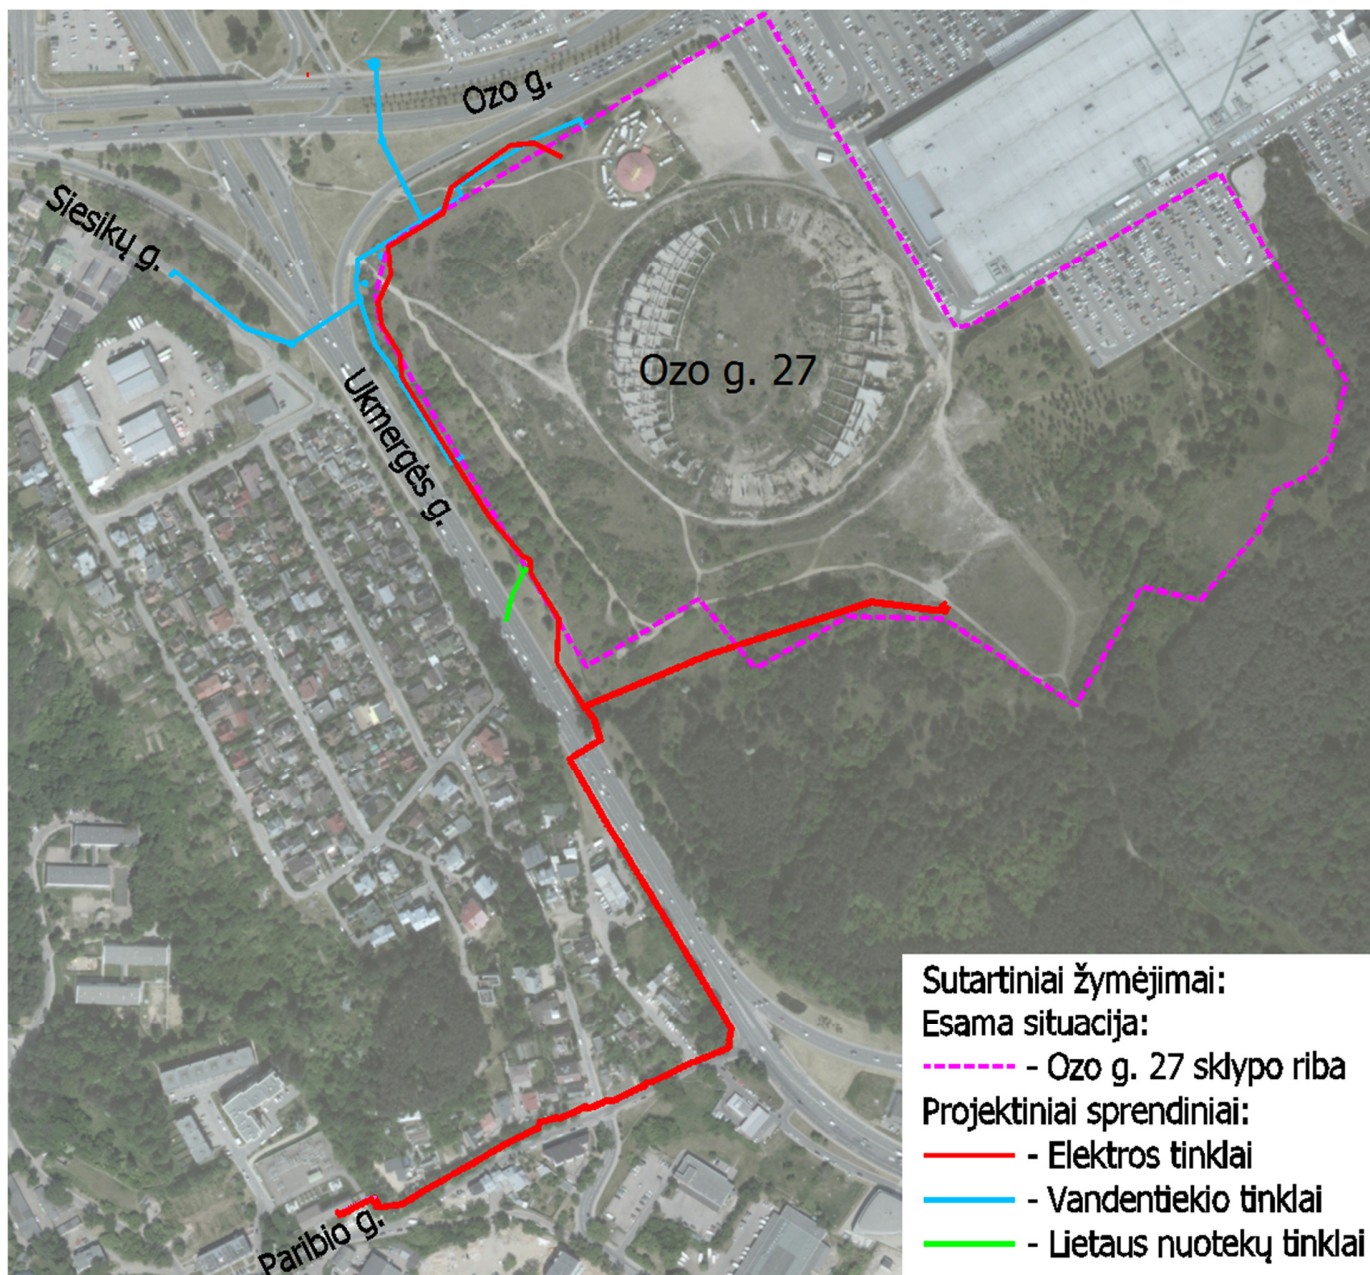 Ozo g.
Siesikų g.
Ozo g. 27
Ukmergės g.
Paribio g.
Sutartiniai žymėjimai:
Esama situacija:
- Ozo g. 27 sklypo riba
Projektiniai sprendiniai:
- Elektros tinklai
- Vandentiekio tinklai
- Lietaus nuotekų tinklai